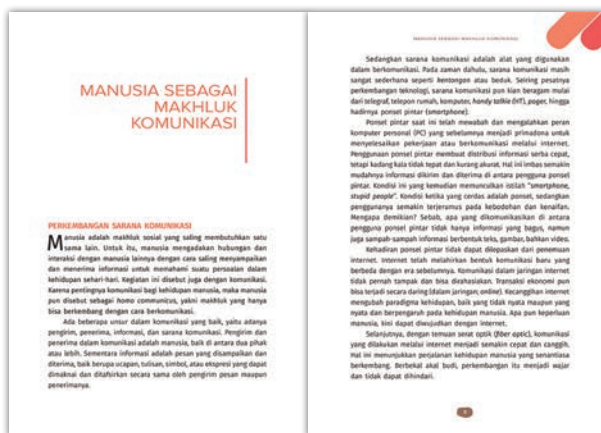 MANUSIA SEBAGAI
MAKHLUK
KOMUNIKASI
PERKEMBANGAN SARANA KOMUNIKASI
Manusia adalah makhluk sosial yang saling membutuhkan satu
sama lain. Untuk itu, manusia mengadakan hubungan dan
interaksi dengan manusia lainnya dengan cara saling menyampaikan
dan menerima informasi untuk memahami suatu persoalan dalam
kehidupan sehari-hari. Kegiatan ini disebut juga dengan komunikasi.
Karena pentingnya komunikasi bagi kehidupan manusia, maka manusia
pun disebut sebagai homo communicus, yakni makhluk yang hanya
bisa berkembang dengan cara berkomunikasi.
Ada beberapa unsur dalam komunikasi yang baik, yaitu adanya
pengirim, penerima, informasi, dan sarana komunikasi. Pengirim dan
penerima dalam komunikasi adalah manusia, baik di antara dua pihak
atau lebih. Sementara informasi adalah pesan yang disampaikan dan
diterima, baik berupa ucapan, tulisan, simbol, atau ekspresi yang dapat
dimaknai dan ditafsirkan secara sama oleh pengirim pesan maupun
penerimanya.
MANUSIA SEBAGAI MAKHLUK KOMUNIKASI
Sedangkan sarana komunikasi adalah alat yang digunakan
dalam berkomunikasi. Pada zaman dahulu, sarana komunikasi masih
sangat sederhana seperti kentongan atau beduk. Seiring pesatnya
perkembangan teknologi, sarana komunikasi pun kian beragam mulai
dari telegraf, telepon rumah, komputer, handy talkie (HT), pager, hingga
hadirnya ponsel pintar (smartphone).
Ponsel pintar saat ini telah mewabah dan mengalahkan peran
komputer personal (PC) yang sebelumnya menjadi primadona untuk
menyelesaikan pekerjaan atau berkomunikasi melalui internet.
Penggunaan ponsel pintar membuat distribusi informasi serba cepat,
tetapi kadang kala tidak tepat dan kurang akurat. Hal ini imbas semakin
mudahnya informasi dikirim dan diterima di antara pengguna ponsel
pintar. Kondisi ini yang kemudian memunculkan istilah "smartphone,
stupid people". Kondisi ketika yang cerdas adalah ponsel, sedangkan
penggunanya semakin terjerumus pada kebodohan dan kenaifan.
Mengapa demikian? Sebab, apa yang dikomunikasikan di antara
pengguna ponsel pintar tidak hanya informasi yang bagus, namun
juga sampah-sampah informasi berbentuk teks, gambar, bahkan video.
Kehadiran ponsel pintar tidak dapat dilepaskan dari penemuan
internet. Internet telah melahirkan bentuk komunikasi baru yang
berbeda dengan era sebelumnya. Komunikasi dalam jaringan internet
tidak pernah tampak dan bisa dirahasiakan. Transaksi ekonomi pun
bisa terjadi secara daring (dalam jaringan, online). Kecanggihan internet
mengubah paradigma kehidupan, baik yang tidak nyata maupun yang
nyata dan berpengaruh pada kehidupan manusia. Apa pun keperluan
manusia, kini dapat diwujudkan dengan internet.
Selanjutnya, dengan temuan serat optik (fiber optic), komunikasi
yang dilakukan melalui internet menjadi semakin cepat dan canggih.
Hal ini menunjukkan perjalanan kehidupan manusia yang senantiasa
berkembang. Berbekal akal budi, perkembangan itu menjadi wajar
dan tidak dapat dihindari.